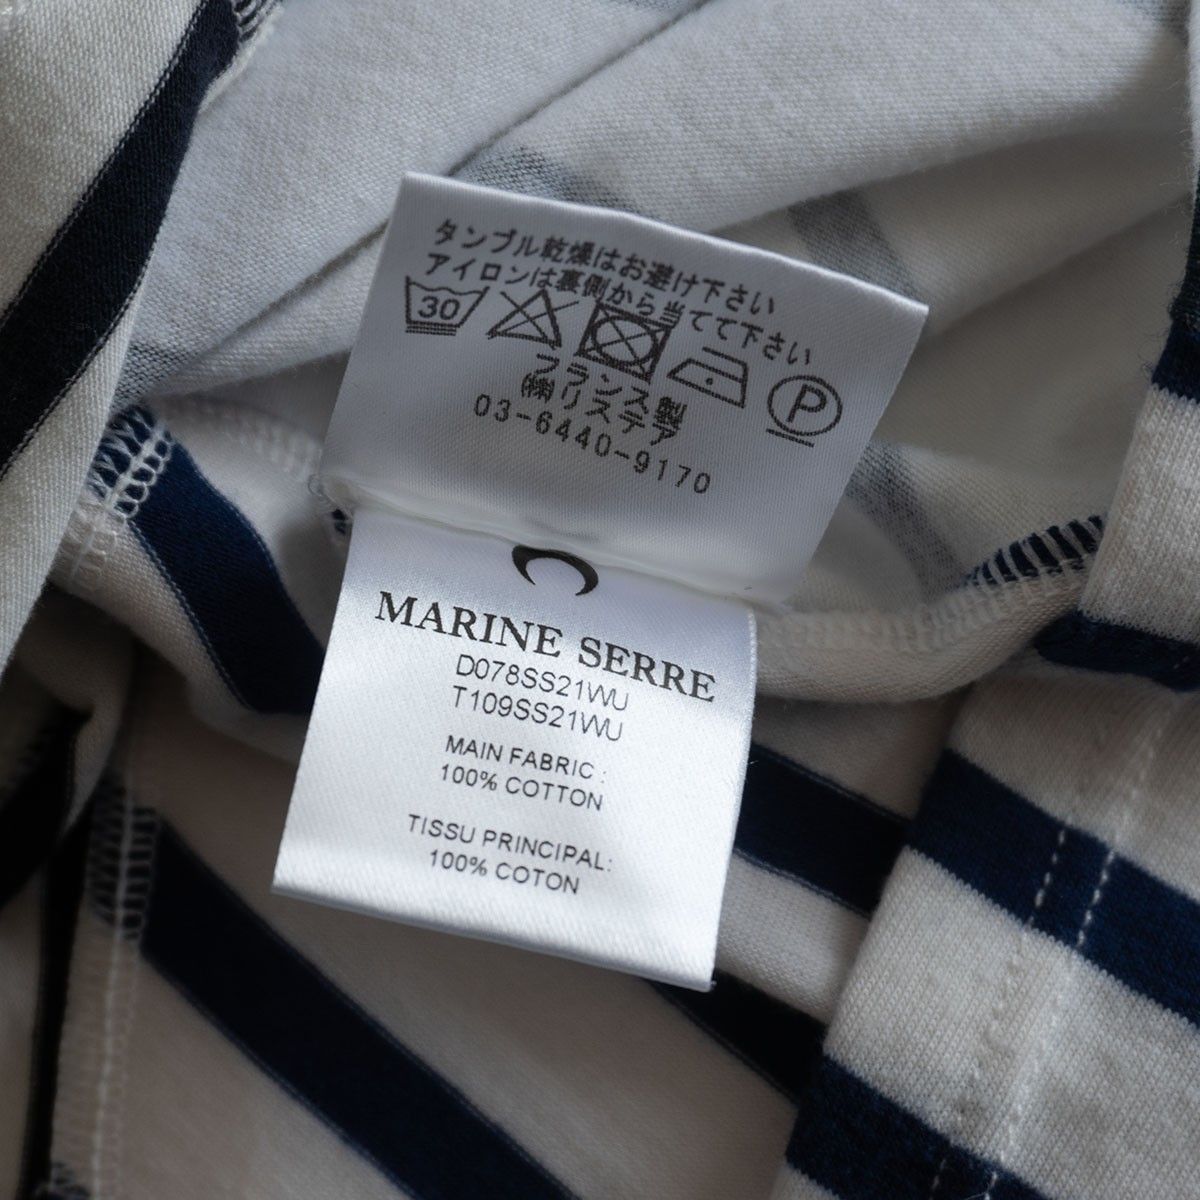 タンブル乾燥はお避け下さい
アイロンは裏側から当てて下さい
30
P
フランス製
㈱リステア
03-6440-9170
MARINE SERRE
D078SS21WU
T109SS21WU
MAIN FABRIC :
100% COTTON
TISSU PRINCIPAL:
100% COTON